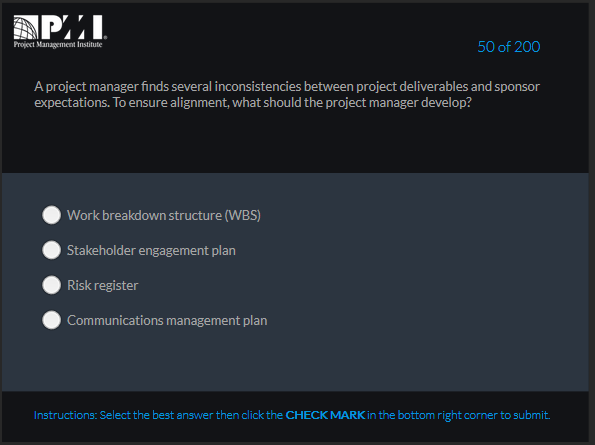 PMI®
Project Management Institute
50 of 200
A project manager finds several inconsistencies between project deliverables and sponsor
expectations. To ensure alignment, what should the project manager develop?
Work breakdown structure (WBS)
Stakeholder engagement plan
Risk register
Communications management plan
Instructions: Select the best answer then click the CHECK MARK in the bottom right corner to submit.